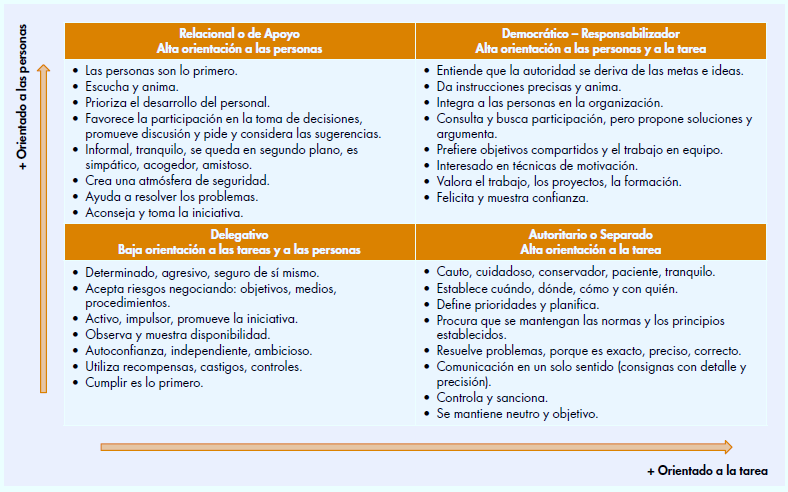 + Orientado a las personas
Relacional o de Apoyo
Alta orientación a las personas
• Las personas son lo primero.
• Escucha y anima.
• Prioriza el desarrollo del personal.
• Favorece la participación en la toma de decisiones,
promueve discusión y pide y considera las sugerencias.
• Informal, tranquilo, se queda en segundo plano, es
simpático, acogedor, amistoso.
• Crea una atmósfera de seguridad.
• Ayuda a resolver los problemas.
• Aconseja y toma la iniciativa.
Democrático – Responsabilizador
Alta orientación a las personas y a la tarea
• Entiende que la autoridad se deriva de las metas e ideas.
• Da instrucciones precisas y anima.
• Integra a las personas en la organización.
• Consulta y busca participación, pero propone soluciones y
argumenta.
• Prefiere objetivos compartidos y el trabajo en equipo.
• Interesado en técnicas de motivación.
• Valora el trabajo, los proyectos, la formación.
• Felicita y muestra confianza.
Delegativo
Baja orientación a las tareas y a las personas
• Determinado, agresivo, seguro de sí mismo.
• Acepta riesgos negociando: objetivos, medios,
procedimientos.
• Activo, impulsor, promueve la iniciativa.
• Observa y muestra disponibilidad.
• Autoconfianza, independiente, ambicioso.
• Utiliza recompensas, castigos, controles.
• Cumplir es lo primero.
Autoritario o Separado
Alta orientación a la tarea
• Cauto, cuidadoso, conservador, paciente, tranquilo.
• Establece cuándo, dónde, cómo y con quién.
• Define prioridades y planifica.
• Procura que se mantengan las normas y los principios
establecidos.
• Resuelve problemas, porque es exacto, preciso, correcto.
• Comunicación en un solo sentido (consignas con detalle y
precisión).
• Controla y sanciona.
• Se mantiene neutro y objetivo.
+ Orientado a la tarea